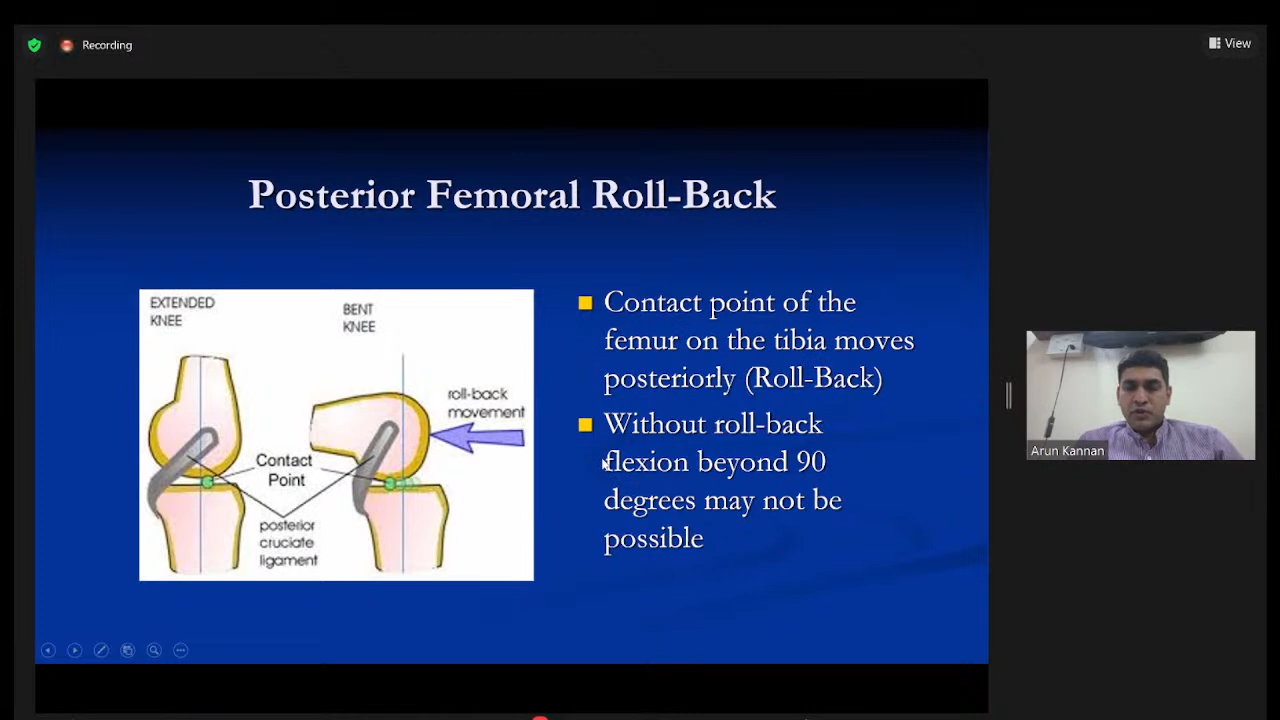 Recording
View
Posterior Femoral Roll-Back
EXTENDED
KNEE
BENT
KNEE
roll-back
movement
Contact
Point
posterior
cruciate
ligament
Contact point of the
femur on the tibia moves
posteriorly (Roll-Back)
Without roll-back
flexion beyond 90
degrees may not be
possible
Arun Kannan